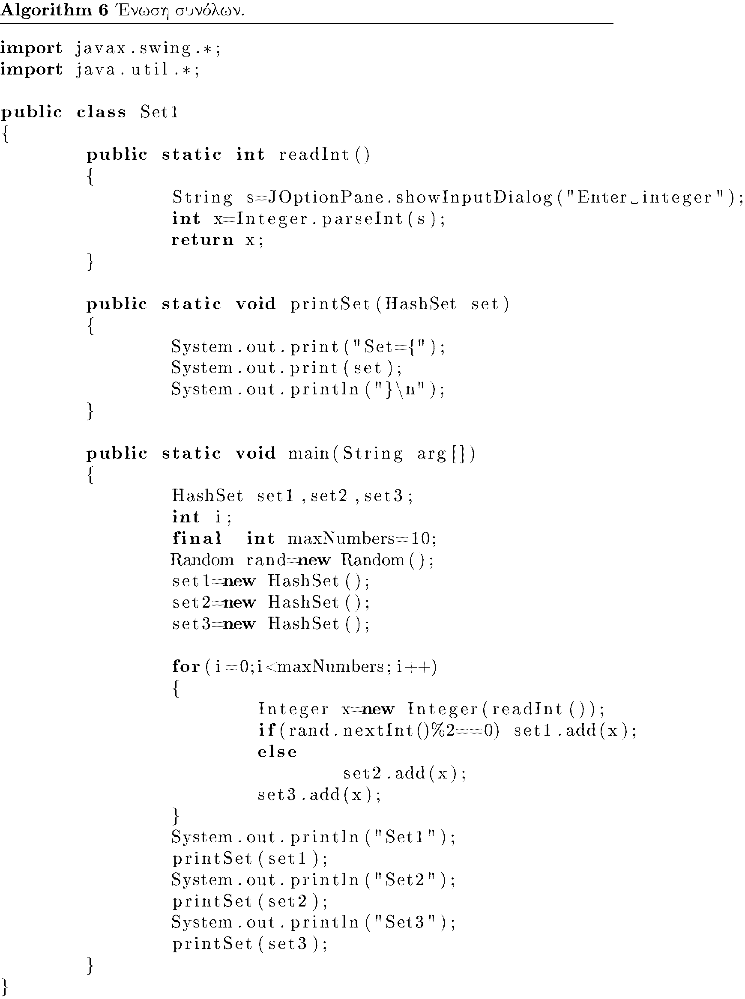 Algorithm 6 Ένωση συνόλων.
import javax.swing.*;
import java.util.*;
public class Set1
{
public static int readInt()
{
String s=JOptionPane.showInputDialog("Enter␣integer");
int x=Integer.parseInt(s);
return x;
}
public static void printSet(HashSet set)
{
System.out.print("Set={");
System.out.print(set);
System.out.println("}\n");
}
public static void main(String arg[])
{
HashSet set1,set2,set3;
int i;
final int maxNumbers=10;
Random rand=new Random();
set1=new HashSet();
set2=new HashSet();
set3=new HashSet();
for(i=0;i<maxNumbers;i++)
{
Integer x=new Integer(readInt());
if(rand.nextInt()%2==0) set1.add(x);
else
set2.add(x);
set3.add(x);
}
System.out.println("Set1");
printSet(set1);
System.out.println("Set2");
printSet(set2);
System.out.println("Set3");
printSet(set3);
}
}